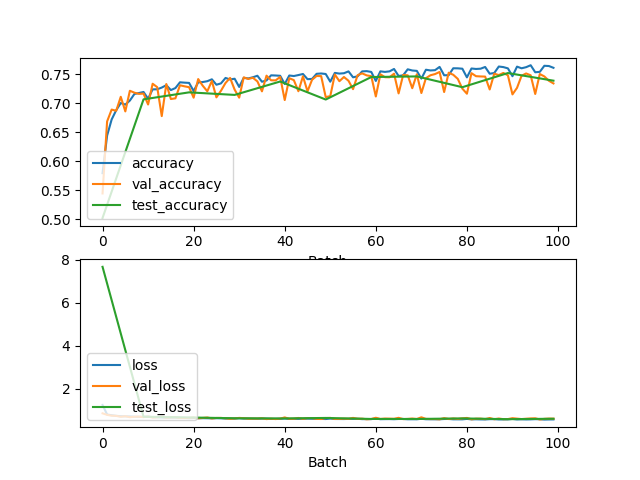 0.75
0.70
0.65
0.60
0.55
0.50
accuracy
val_accuracy
test_accuracy
0 20 40 60 80 100
Batch
8
6
4
2
loss
val_loss
test_loss
0 20 40 60 80 100
Batch